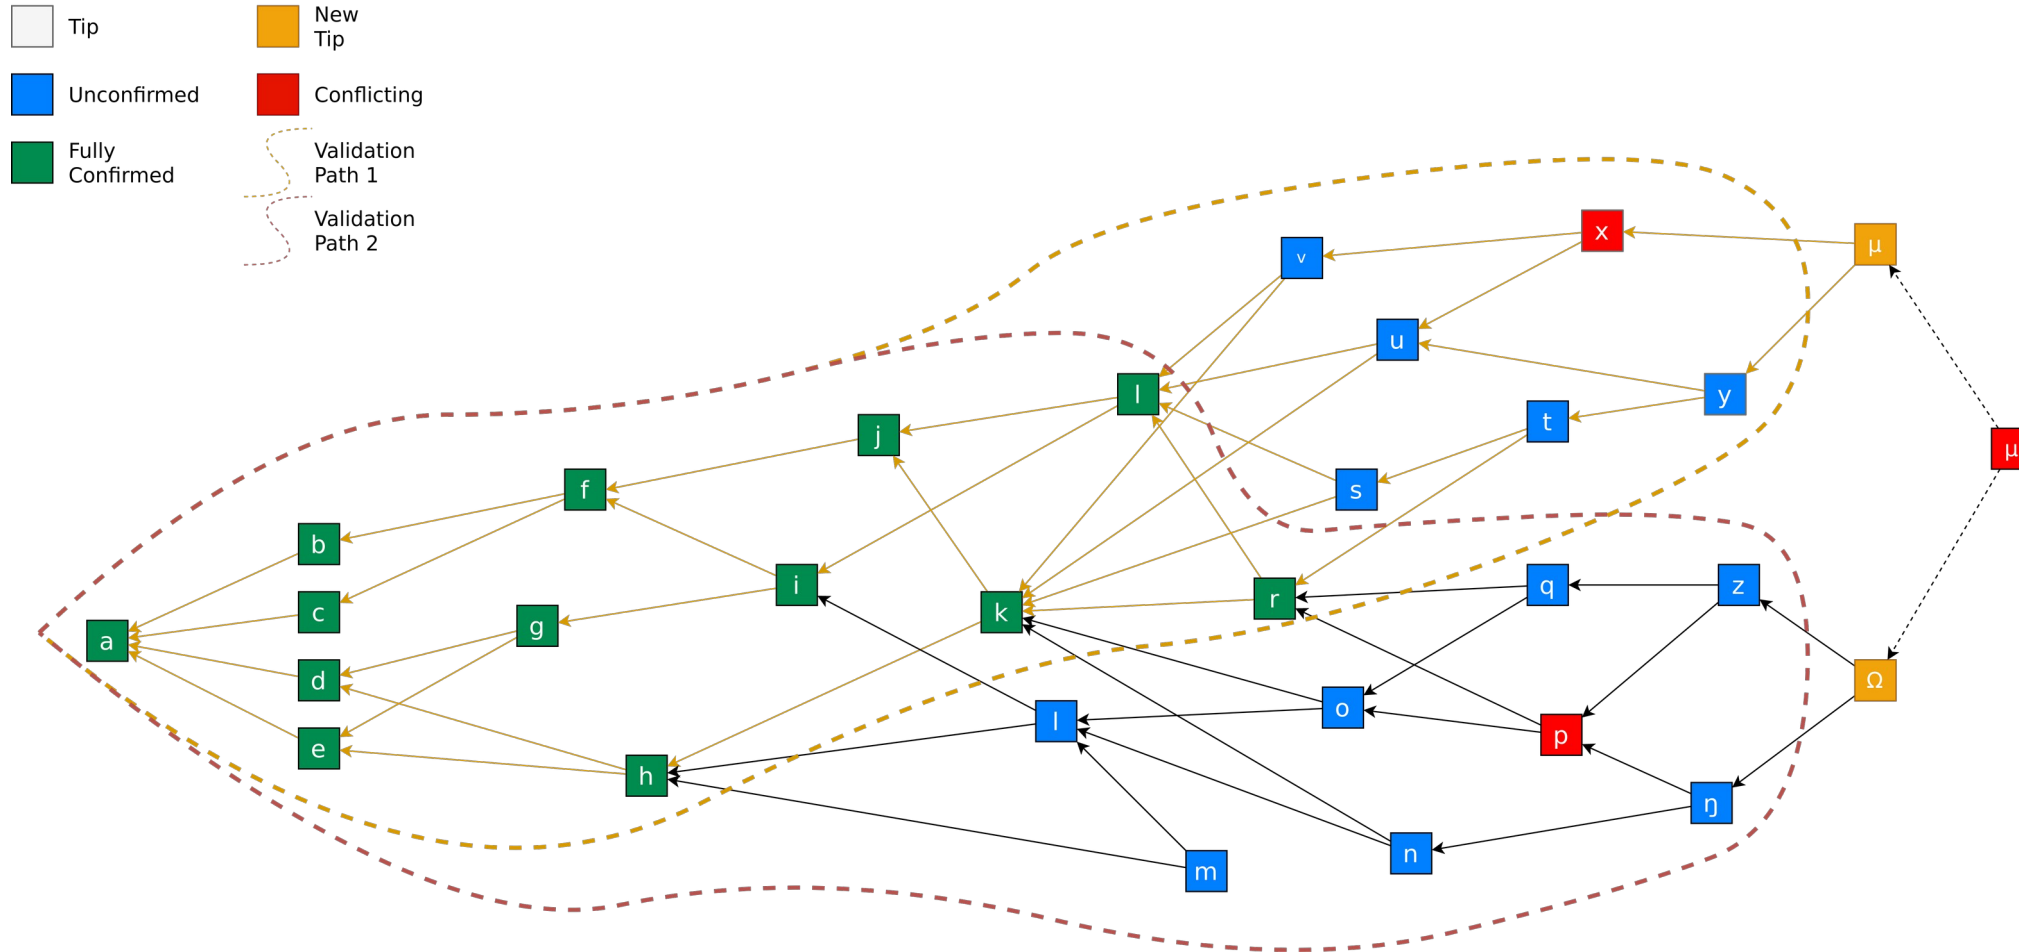 Tip
New
Tip
Unconfirmed
Conflicting
Fully
Confirmed
Validation
Path 1
Validation
Path 2
x
μ
v
u
l
y
t
j
μ
s
f
b
i
q
z
r
c
k
g
a
d
Ω
o
l
p
e
h
ŋ
n
m